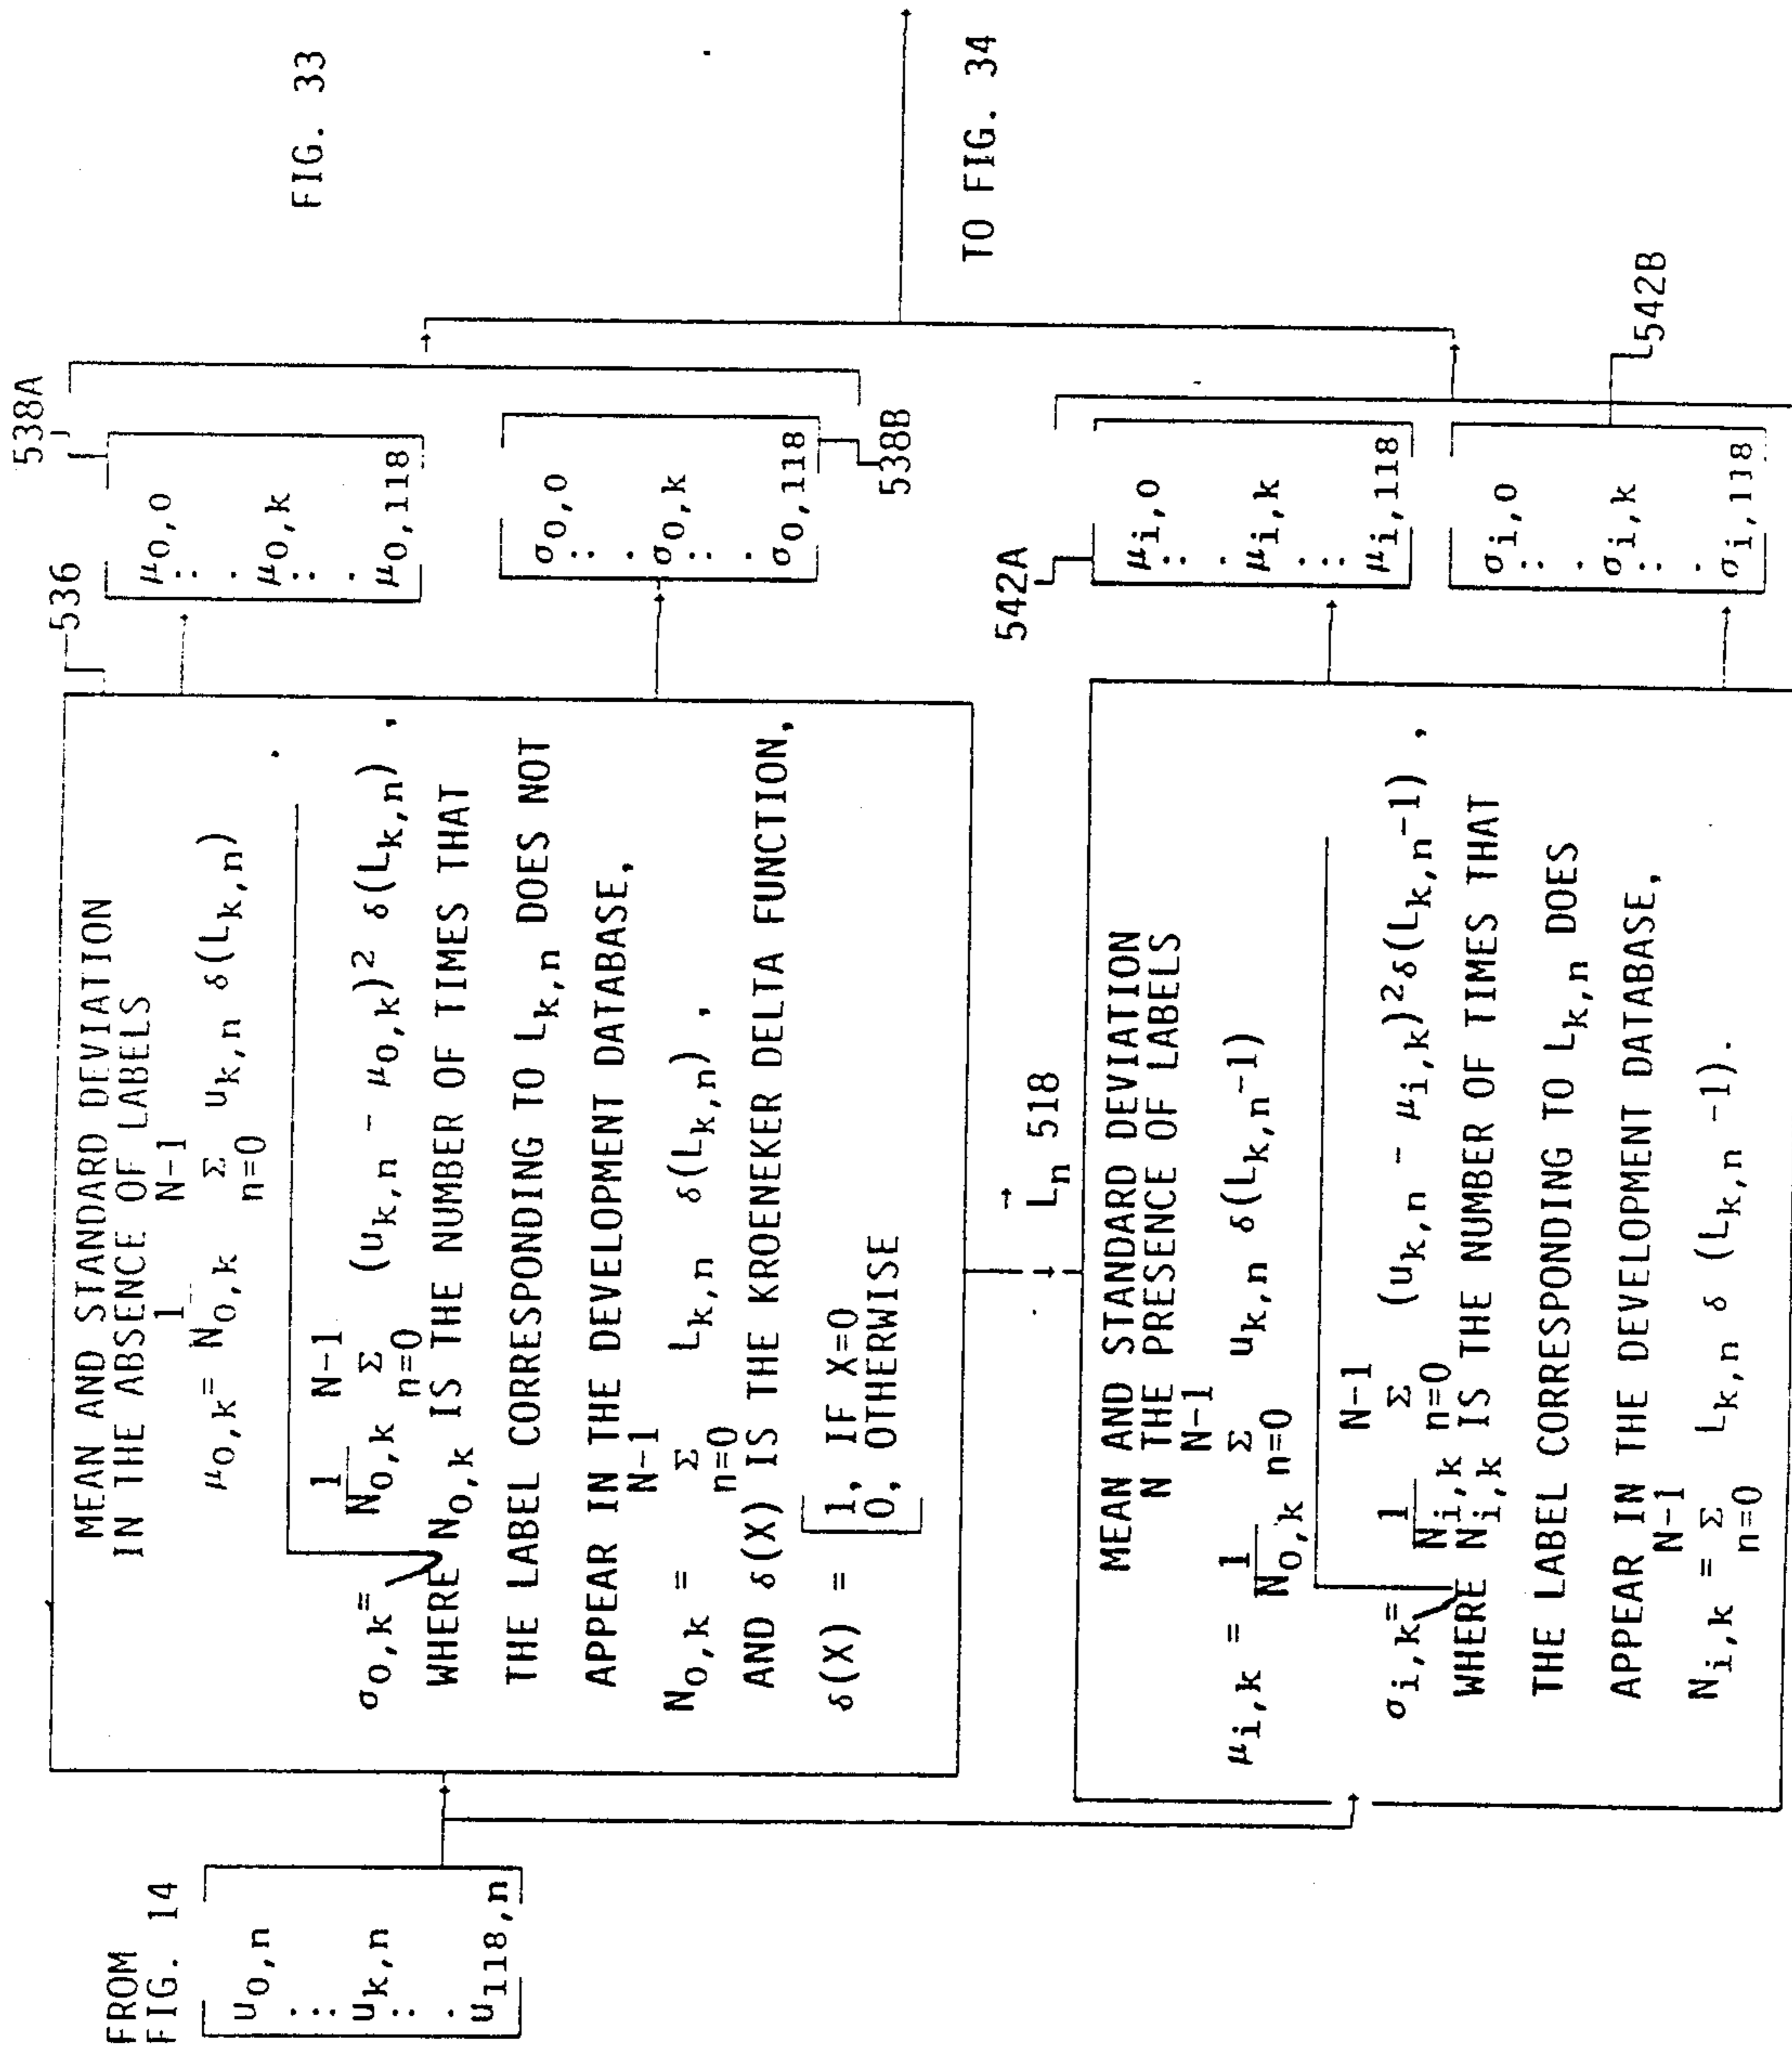 FIG. 33
FROM
FIG. 14
u0,n
:
uk,n
:
u118,n
536
MEAN AND STANDARD DEVIATION
IN THE ABSENCE OF LABELS
μ0,k = 1/N0,k Σ n=0 N-1 uk,n δ(Lk,n)
σ0,k = √ 1/N0,k Σ n=0 N-1 (uk,n - μ0,k)² δ(Lk,n) ,
WHERE N0,k IS THE NUMBER OF TIMES THAT
THE LABEL CORRESPONDING TO Lk,n DOES NOT
APPEAR IN THE DEVELOPMENT DATABASE,
N0,k = Σ n=0 N-1 Lk,n δ(Lk,n) ,
AND δ(X) IS THE KROENEKER DELTA FUNCTION,
δ(X) = [1, IF X=0
0, OTHERWISE
538A
μ0,0
:
μ0,k
:
μ0,118
σ0,0
:
σ0,k
:
σ0,118
538B
→Ln 518
MEAN AND STANDARD DEVIATION
N THE PRESENCE OF LABELS
μi,k = 1/N0,k Σ n=0 N-1 uk,n δ(Lk,n-1)
σi,k = √ 1/Ni,k Σ n=0 N-1 (uk,n - μi,k)² δ(Lk,n-1) ,
WHERE Ni,k IS THE NUMBER OF TIMES THAT
THE LABEL CORRESPONDING TO Lk,n DOES
APPEAR IN THE DEVELOPMENT DATABASE,
Ni,k = Σ n=0 N-1 Lk,n δ (Lk,n -1).
542A
μi,0
:
μi,k
:
μi,118
σi,0
:
σi,k
:
σi,118
542B
TO FIG. 34